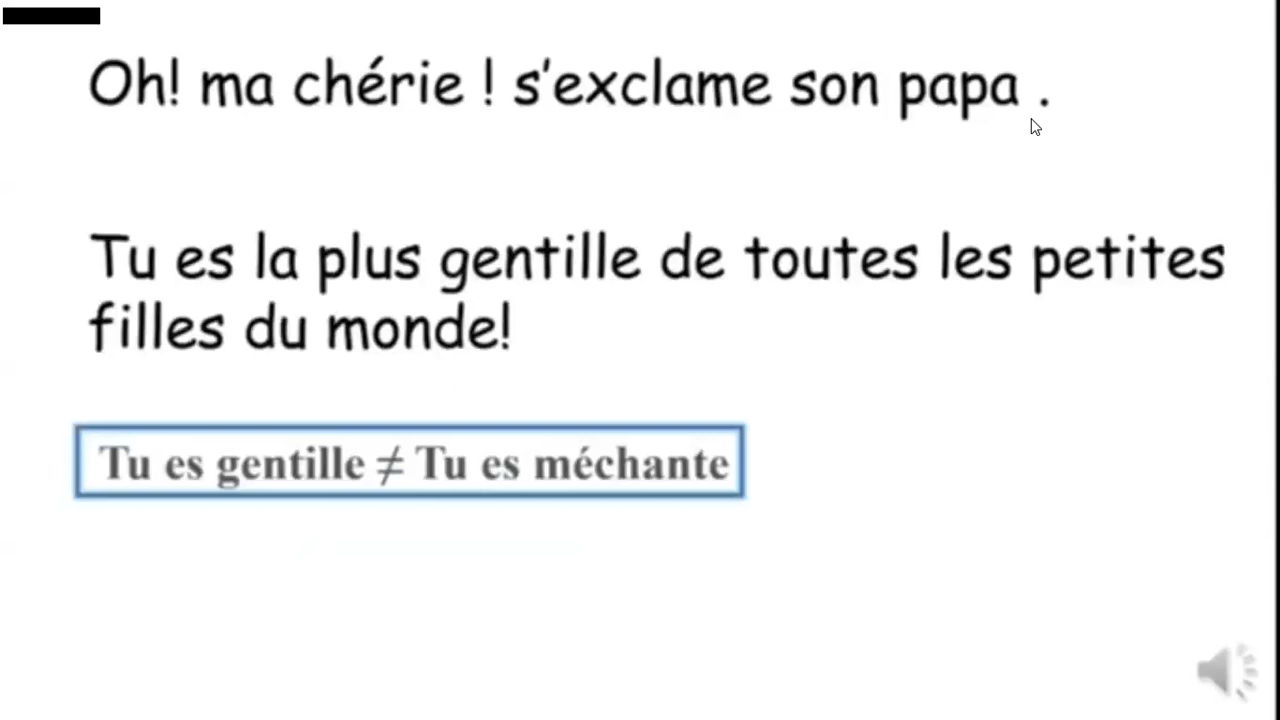 Oh! ma chérie ! s'exclame son papa .
Tu es la plus gentille de toutes les petites
filles du monde!
Tu es gentille ≠ Tu es méchante